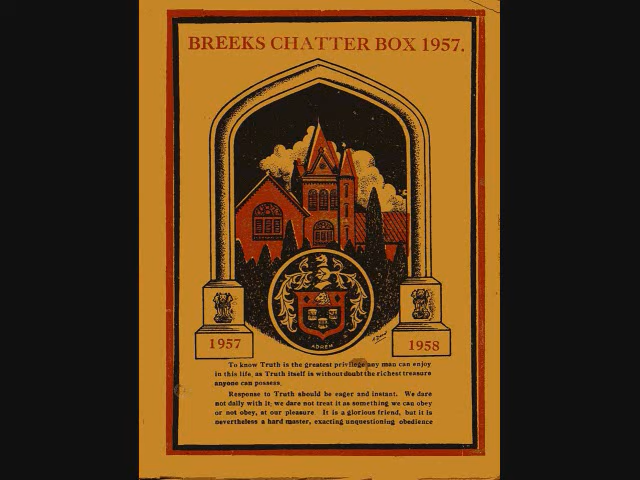 BREEKS CHATTER BOX 1957.
ADREM
1957
1958
To know Truth is the greatest privilege any man can enjoy
in this life, as Truth itself is without doubt the richest treasure
anyone can possess.
Response to Truth should be eager and instant. We dare
not dally with it; we dare not treat it as something we can obey
or not obey, at our pleasure. It is a glorious friend, but it is
nevertheless a hard master, exacting unquestioning obedience